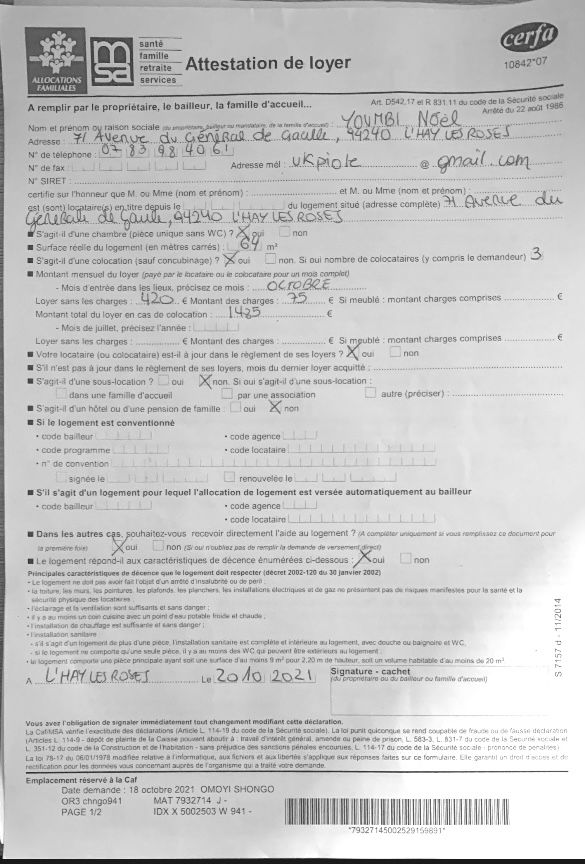 ALLOCATIONS FAMILIALES
msa
santé
famille
retraite
services
Attestation de loyer
cerfa
10842*07
A remplir par le propriétaire, le bailleur, la famille d'accueil...
Art. D542.17 et R 831.11 du code de la Sécurité sociale
Arrêté du 22 août 1986
Nom et prénom ou raison sociale (du propriétaire, bailleur ou mandataire, de la famille d'accueil) : YOUMBI NOël
Adresse : 71 Avenue du Général de Gaulle, 94240 L'HAY LES ROSES
N° de téléphone : 07 83 98 40 61
N° de fax : Adresse mél : ukpiole @ gmail.com
N° SIRET :
certifie sur l'honneur que M. ou Mme (nom et prénom) : et M. ou Mme (nom et prénom) :
est (sont) locataire(s) en titre depuis le du logement situé (adresse complète) 71 Avenue du
Générale de Gaule, 94240 L'HAY LES ROSES
■ S'agit-il d'une chambre (pièce unique sans WC) ? X oui non
■ Surface réelle du logement (en mètres carrés) : 64 m²
■ S'agit-il d'une colocation (sauf concubinage) ? X oui non. Si oui nombre de colocataires (y compris le demandeur) 3
■ Montant mensuel du loyer (payé par le locataire ou le colocataire pour un mois complet)
- Mois d'entrée dans les lieux, précisez ce mois : OCTOBRE
Loyer sans les charges : 420 € Montant des charges : 75 € Si meublé : montant charges comprises € 
Montant total du loyer en cas de colocation : 1485 €
- Mois de juillet, précisez l'année :
Loyer sans les charges : € Montant des charges : € Si meublé : montant charges comprises €
■ Votre locataire (ou colocataire) est-il à jour dans le règlement de ses loyers ? X oui non
■ S'il n'est pas à jour dans le règlement de ses loyers, mois du dernier loyer acquitté :
■ S'agit-il d'une sous-location ? oui X non. Si oui s'agit-il d'une sous-location :
dans une famille d'accueil par une association autre (préciser) :
■ S'agit-il d'un hôtel ou d'une pension de famille : oui X non
■ Si le logement est conventionné
• code bailleur • code agence
• code programme • code locataire
• n° de convention
signée le renouvelée le
■ S'il s'agit d'un logement pour lequel l'allocation de logement est versée automatiquement au bailleur
• code bailleur • code agence
• code locataire
■ Dans les autres cas, souhaitez-vous recevoir directement l'aide au logement ? (A compléter uniquement si vous remplissez ce document pour
la première fois) X oui non (Si oui n'oubliez pas de remplir la demande de versement direct)
■ Le logement répond-il aux caractéristiques de décence énumérées ci-dessous : X oui non
Principales caractéristiques de décence que le logement doit respecter (décret 2002-120 du 30 janvier 2002)
• Le logement ne doit pas avoir fait l'objet d'un arrêté d'insalubrité ou de péril ;
• la toiture, les murs, les peintures, les plafonds, les planchers, les installations électriques et de gaz ne présentent pas de risques manifestes pour la santé et la
sécurité physique des locataires ;
• l'éclairage et la ventilation sont suffisants et sans danger ;
• il y a au moins un coin cuisine avec un point d'eau potable froide et chaude ;
• l'installation de chauffage est suffisante et sans danger ;
• l'installation sanitaire
- s'il s'agit d'un logement de plus d'une pièce, l'installation sanitaire est complète et intérieure au logement, avec douche ou baignoire et WC,
- si le logement ne comporte qu'une seule pièce, il y a au moins des WC qui peuvent être extérieurs au logement ;
• le logement comporte une pièce principale ayant soit une surface d'au moins 9 m² pour 2,20 m de hauteur, soit un volume habitable d'au moins de 20 m³.
A L'HAY LES ROSES Le 20 10 2021
Signature - cachet
(du propriétaire ou du bailleur ou famille d'accueil)
S 7157 d - 11/2014
Vous avez l'obligation de signaler immédiatement tout changement modifiant cette déclaration.
La Caf/MSA vérifie l'exactitude des déclarations (Article L. 114-19 du code de la Sécurité sociale). La loi punit quiconque se rend coupable de fraude ou de fausse déclaration
(Articles L. 114-9 - dépôt de plainte de la Caisse pouvant aboutir à : travail d'intérêt général, amende ou peine de prison, L. 583-3, L. 831-7 du code de la Sécurité sociale et
L. 351-12 du code de la Construction et de l'habitation - sans préjudice des sanctions pénales encourues, L. 114-17 du code de la Sécurité sociale - prononcé de pénalités)
La loi 78-17 du 06/01/1978 modifiée relative à l'informatique, aux fichiers et aux libertés s'applique aux réponses faites sur ce formulaire. Elle garantit un droit d'accès et de
rectification pour les données vous concernant auprès de l'organisme qui a traité votre demande.
Emplacement réservé à la Caf
Date demande : 18 octobre 2021 OMOYI SHONGO
OR3 chngo941 MAT 7932714 J -
PAGE 1/2 IDX X 5002503 W 941 -
*79327145002529159891*